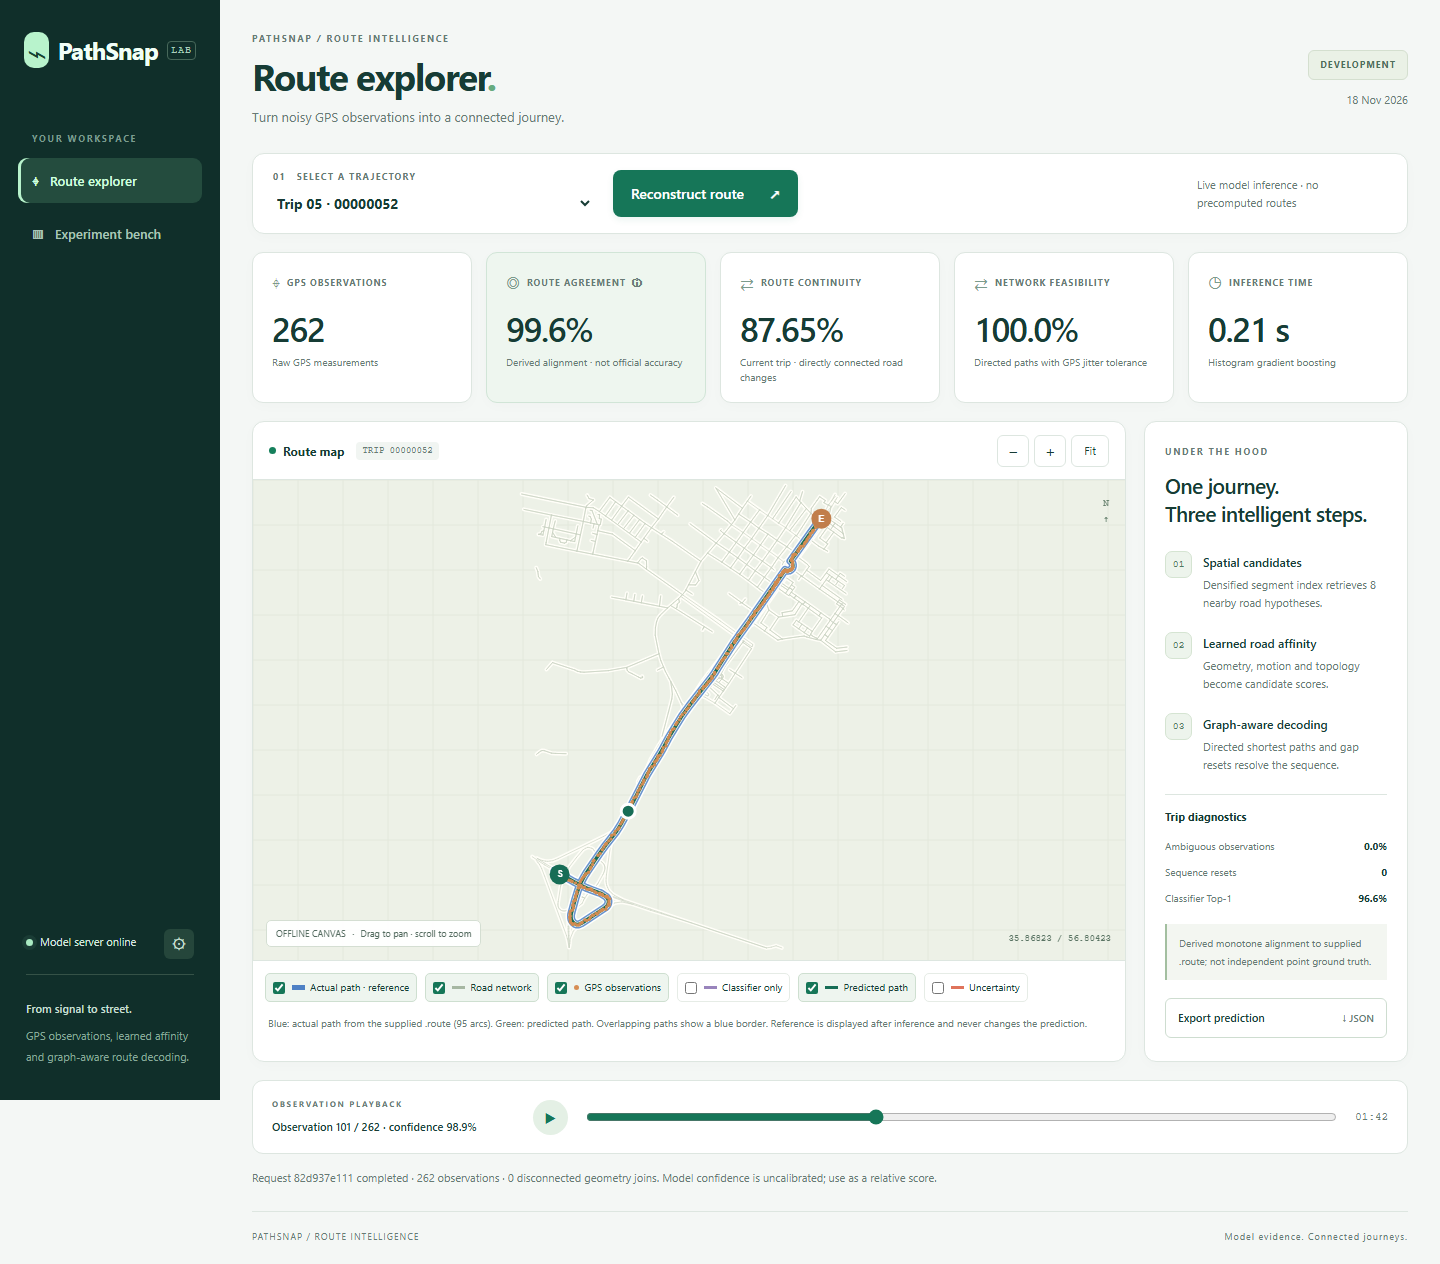 PathSnap LAB
YOUR WORKSPACE
Route explorer
Experiment bench
Model server online
From signal to street.
GPS observations, learned affinity
and graph-aware route decoding.
PATHSNAP / ROUTE INTELLIGENCE
Route explorer.
Turn noisy GPS observations into a connected journey.
DEVELOPMENT
18 Nov 2026
01 SELECT A TRAJECTORY
Trip 05 · 00000052
Reconstruct route ↗
Live model inference · no
precomputed routes
GPS OBSERVATIONS
262
Raw GPS measurements
ROUTE AGREEMENT
99.6%
Derived alignment · not official accuracy
ROUTE CONTINUITY
87.65%
Current trip · directly connected road
changes
NETWORK FEASIBILITY
100.0%
Directed paths with GPS jitter tolerance
INFERENCE TIME
0.21 s
Histogram gradient boosting
Route map TRIP 00000052
− + Fit
N
↑
E
S
OFFLINE CANVAS · Drag to pan · scroll to zoom
35.86823 / 56.80423
Actual path · reference
Road network
GPS observations
Classifier only
Predicted path
Uncertainty
Blue: actual path from the supplied .route (95 arcs). Green: predicted path. Overlapping paths show a blue border. Reference is displayed after inference and never changes the prediction.
UNDER THE HOOD
One journey.
Three intelligent steps.
01 Spatial candidates
Densified segment index retrieves 8
nearby road hypotheses.
02 Learned road affinity
Geometry, motion and topology
become candidate scores.
03 Graph-aware decoding
Directed shortest paths and gap
resets resolve the sequence.
Trip diagnostics
Ambiguous observations 0.0%
Sequence resets 0
Classifier Top-1 96.6%
Derived monotone alignment to supplied
.route; not independent point ground truth.
Export prediction ↓ JSON
OBSERVATION PLAYBACK
Observation 101 / 262 · confidence 98.9%
01:42
Request 82d937e111 completed · 262 observations · 0 disconnected geometry joins. Model confidence is uncalibrated; use as a relative score.
PATHSNAP / ROUTE INTELLIGENCE
Model evidence. Connected journeys.